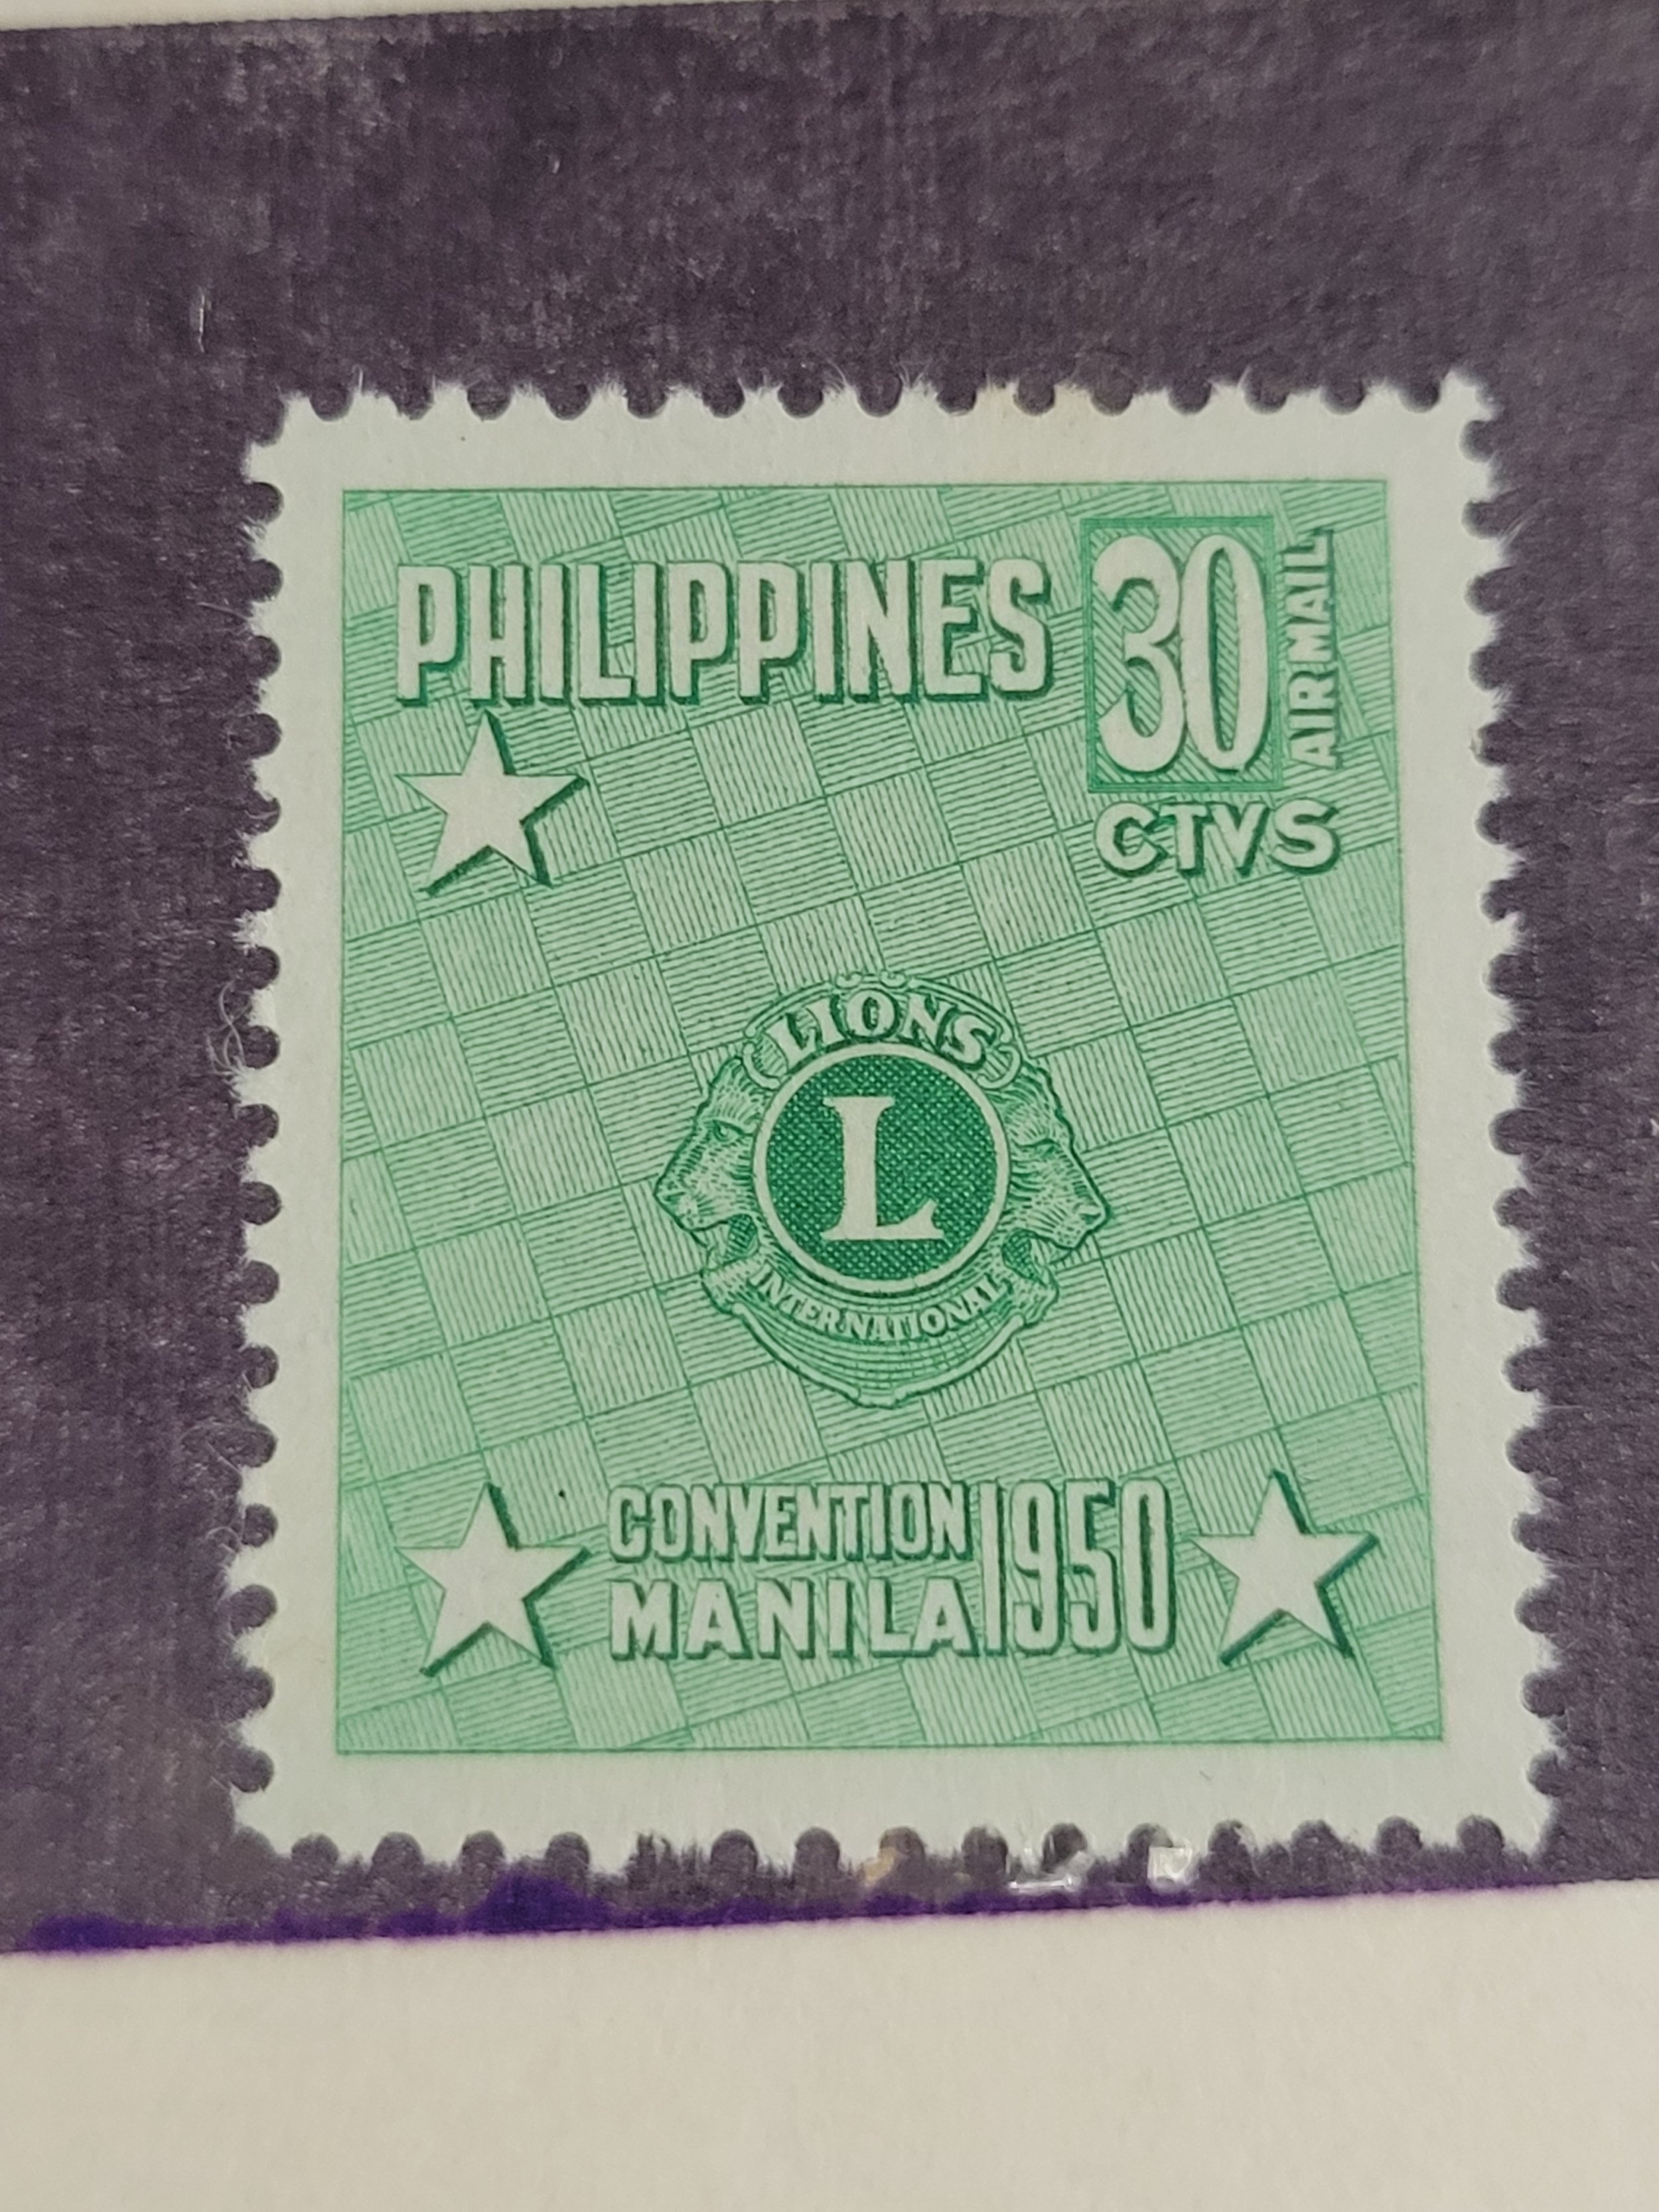 PHILIPPINES
30
AIR MAIL
CTVS
LIONS
L
INTERNATIONAL
CONVENTION
MANILA
1950